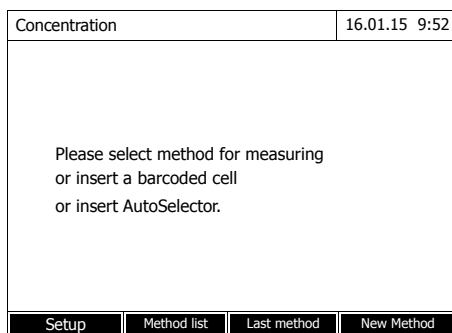 Concentration 16.01.15 9:52
Please select method for measuring
or insert a barcoded cell
or insert AutoSelector.
Setup Method list Last method New Method